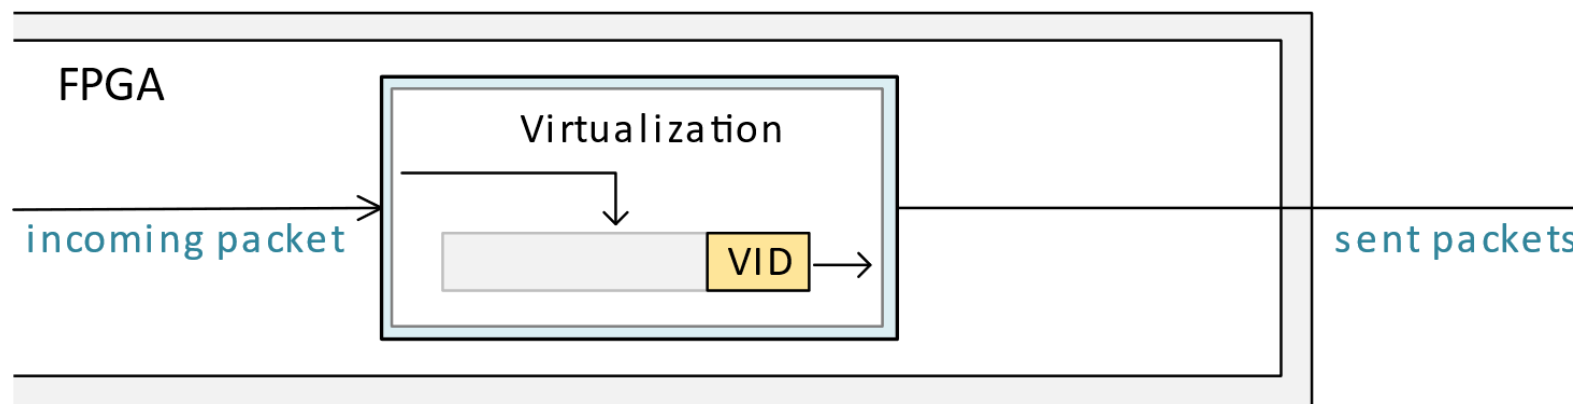 FPGA
Virtualization
incoming packet
VID
sent packets